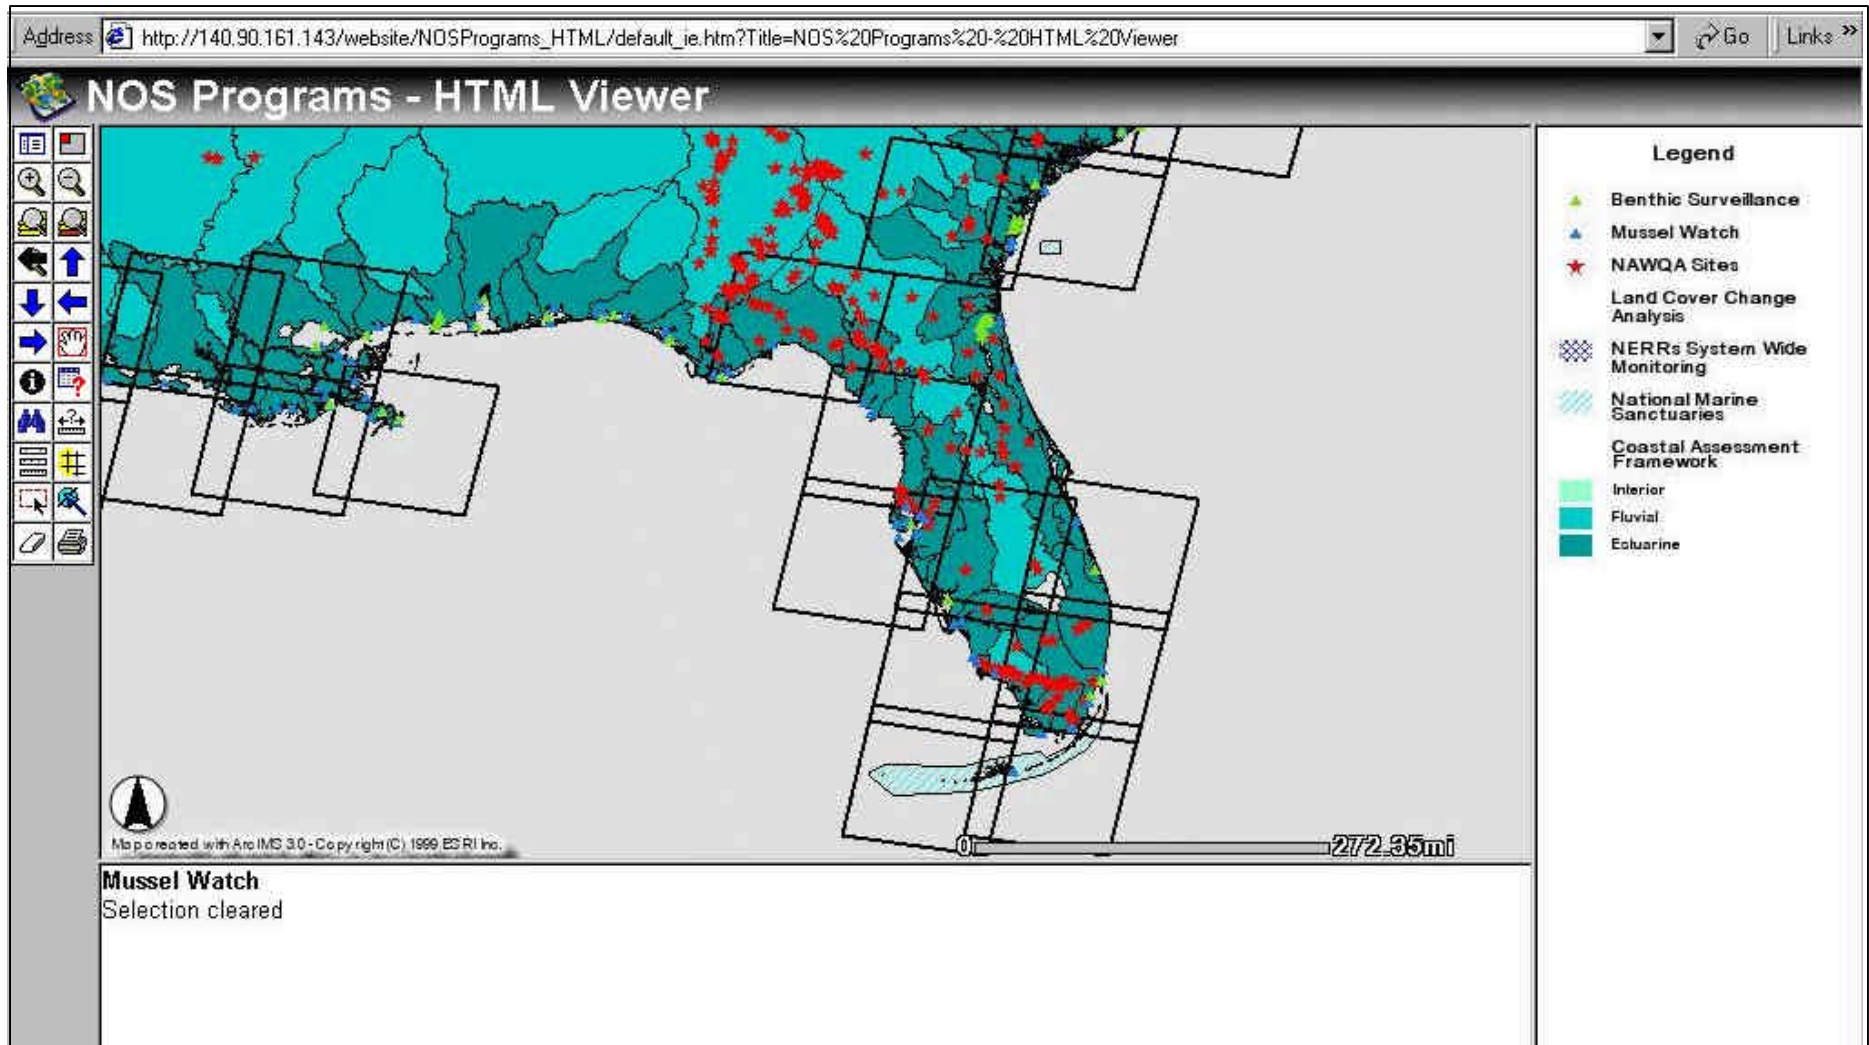 Address http://140.90.161.143/website/NOSPrograms_HTML/default_ie.htm?Title=NOS%20Programs%20-%20HTML%20Viewer Go Links »
NOS Programs - HTML Viewer
Legend
Benthic Surveillance
Mussel Watch
NAWQA Sites
Land Cover Change
Analysis
NERRs System Wide
Monitoring
National Marine
Sanctuaries
Coastal Assessment
Framework
Interior
Fluvial
Estuarine
Map created with ArcIMS 3.0 - Copyright (C) 1999 ESRI Inc.
0 272.35mi
Mussel Watch
Selection cleared